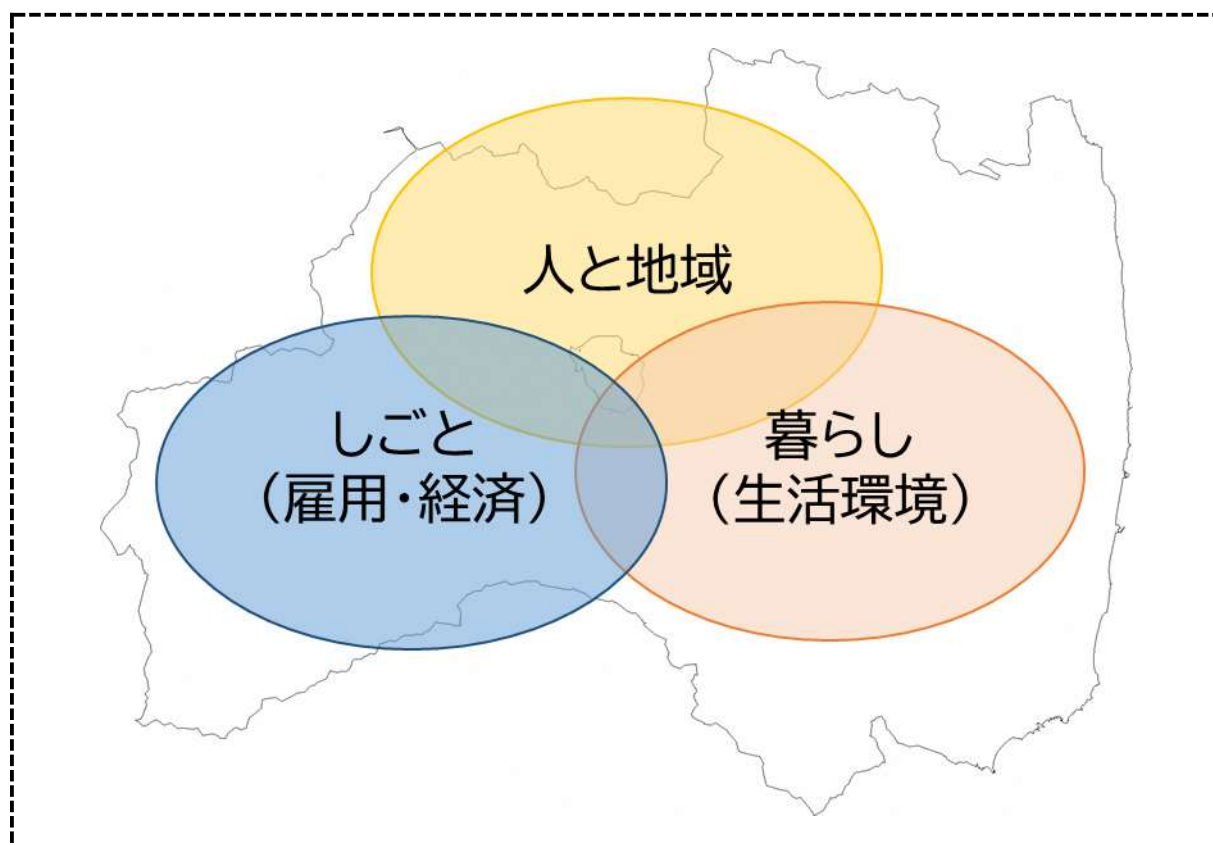 人と地域
しごと
（雇用・経済）
暮らし
（生活環境）